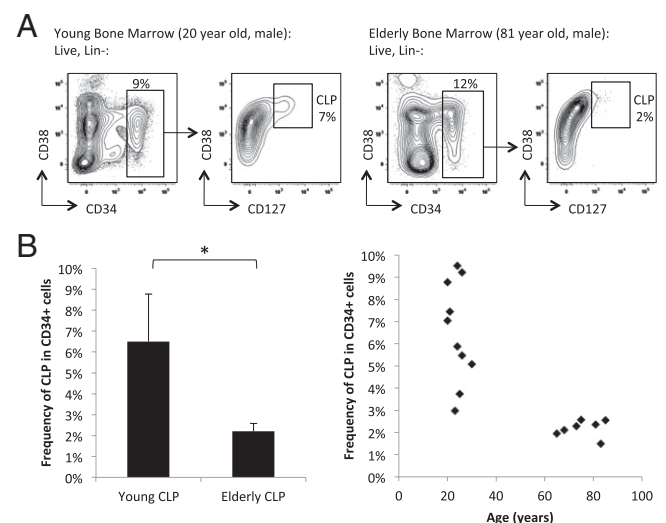 A
Young Bone Marrow (20 year old, male):
Live, Lin-:
9%
CD38
CD34
CLP
7%
CD38
CD127
Elderly Bone Marrow (81 year old, male):
Live, Lin-:
12%
CD38
CD34
CLP
2%
CD38
CD127
B
*
Frequency of CLP in CD34+ cells
10%
9%
8%
7%
6%
5%
4%
3%
2%
1%
0%
Young CLP
Elderly CLP
Frequency of CLP in CD34+ cells
10%
9%
8%
7%
6%
5%
4%
3%
2%
1%
0%
0
20
40
60
80
100
Age (years)